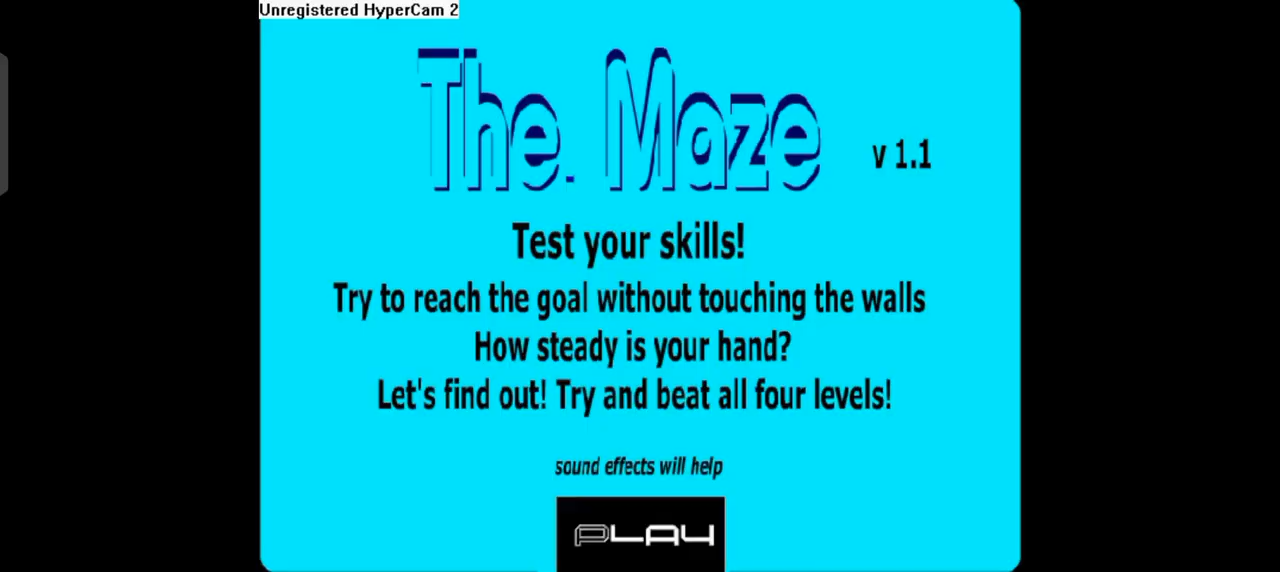 Unregistered HyperCam 2
The. Maze
v 1.1
Test your skills!
Try to reach the goal without touching the walls
How steady is your hand?
Let's find out! Try and beat all four levels!
sound effects will help
PLAY